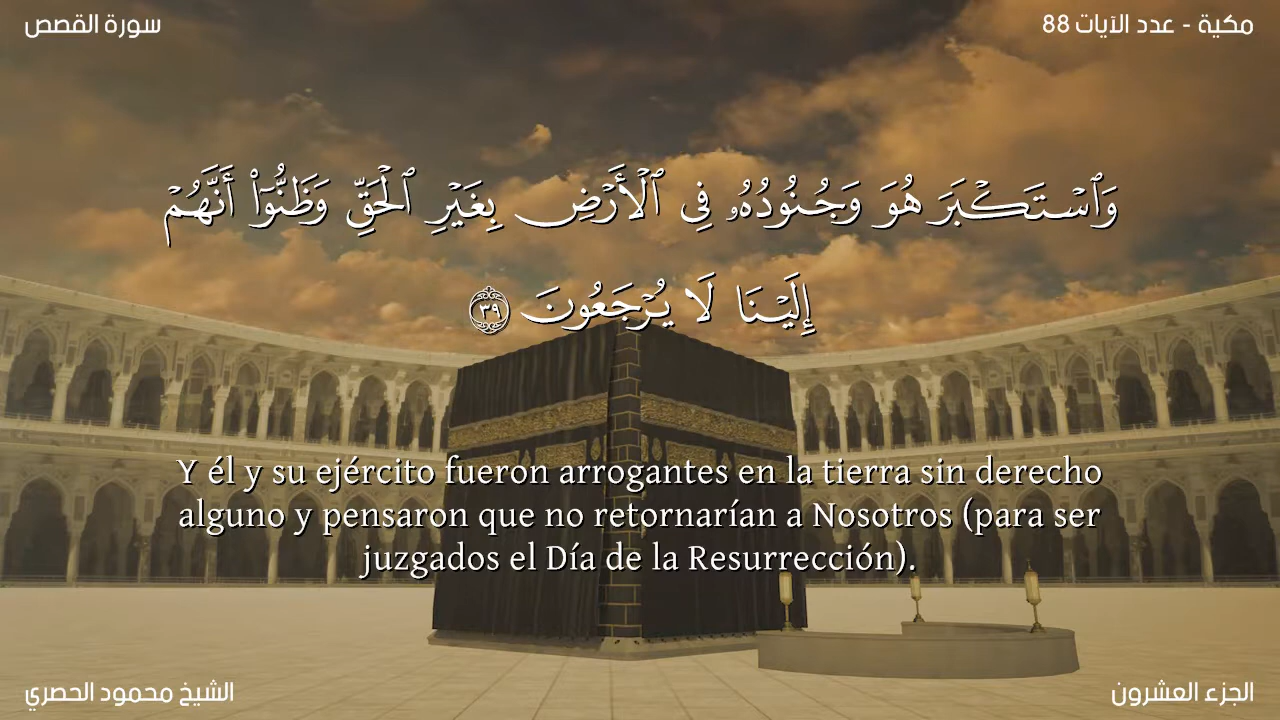 سورة القصص
مكية - عدد الآيات 88
وَٱسْتَكْبَرَ هُوَ وَجُنُودُهُۥ فِى ٱلْأَرْضِ بِغَيْرِ ٱلْحَقِّ وَظَنُّوٓا۟ أَنَّهُمْ
إِلَيْنَا لَا يُرْجَعُونَ ٣٩
Y él y su ejército fueron arrogantes en la tierra sin derecho
alguno y pensaron que no retornarían a Nosotros (para ser
juzgados el Día de la Resurrección).
الشيخ محمود الحصري
الجزء العشرون